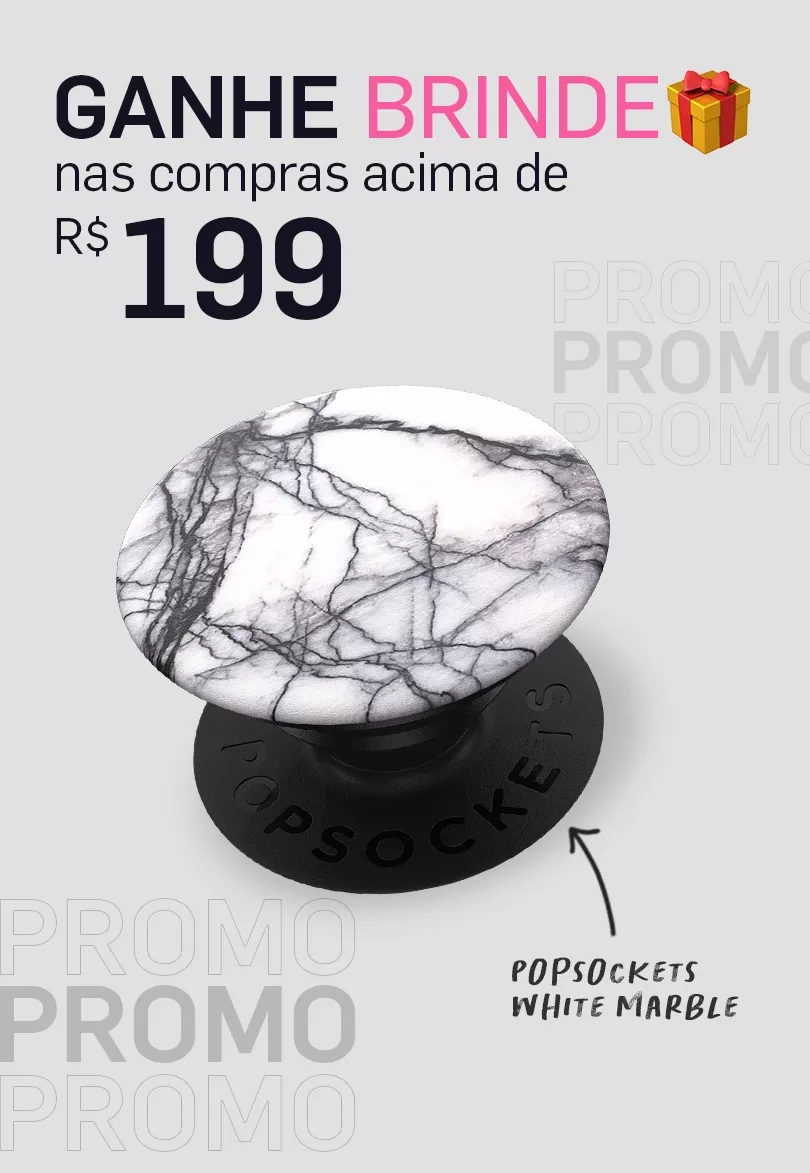 GANHE BRINDE
nas compras acima de
R$ 199
PROMO
PROMO
PROMO
POPSOCKETS
POPSOCKETS
WHITE MARBLE
PROMO
PROMO
PROMO